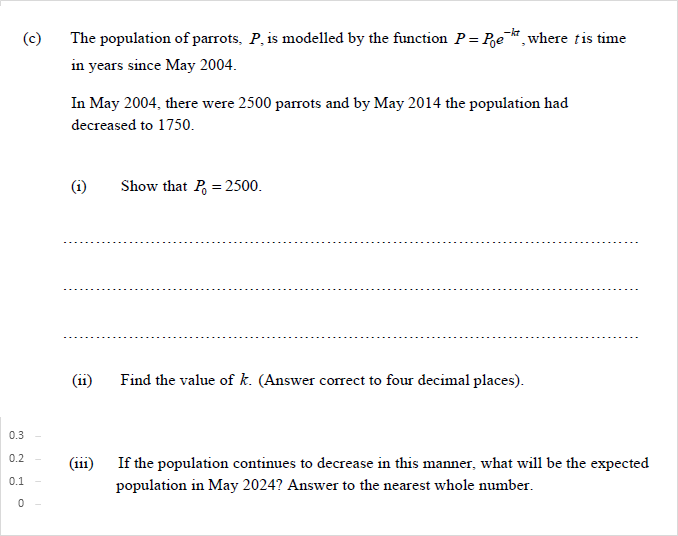 (c) The population of parrots, P, is modelled by the function P = P₀e⁻ᵏᵗ, where t is time
in years since May 2004.
In May 2004, there were 2500 parrots and by May 2014 the population had
decreased to 1750.
(i) Show that P₀ = 2500.
(ii) Find the value of k. (Answer correct to four decimal places).
0.3
0.2
0.1
0
(iii) If the population continues to decrease in this manner, what will be the expected
population in May 2024? Answer to the nearest whole number.